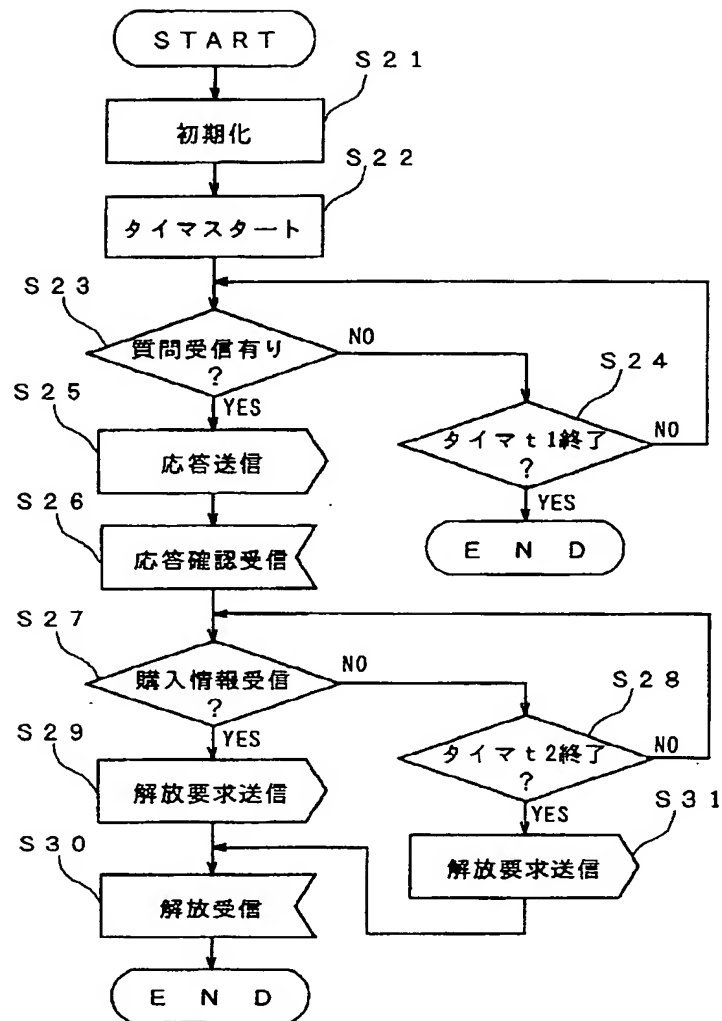 START
S21
初期化
S22
タイマスタート
S23
質問受信有り
?
NO
YES
S24
タイマt1終了
?
NO
YES
END
S25
応答送信
S26
応答確認受信
S27
購入情報受信
?
NO
YES
S28
タイマt2終了
?
NO
YES
S29
解放要求送信
S31
解放要求送信
S30
解放受信
END